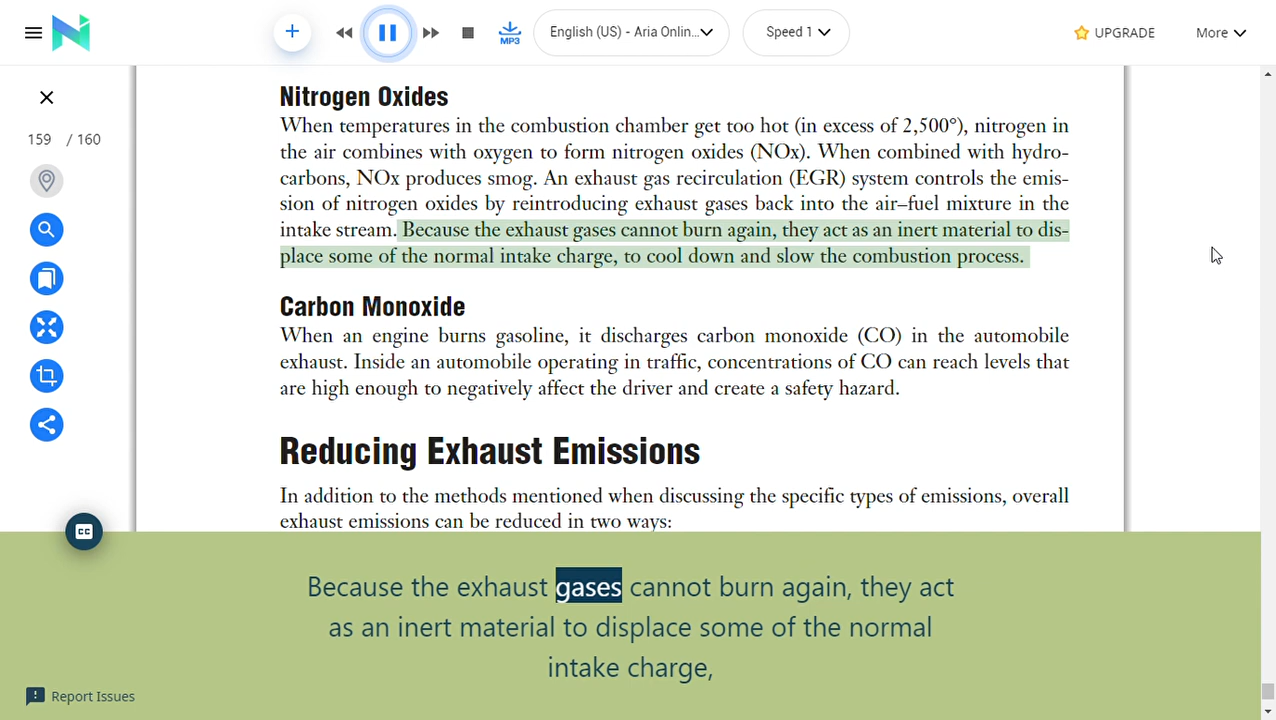 MP3
English (US) - Aria Onlin...
Speed 1
UPGRADE
More
159 / 160
Nitrogen Oxides
When temperatures in the combustion chamber get too hot (in excess of 2,500°), nitrogen in
the air combines with oxygen to form nitrogen oxides (NOx). When combined with hydro-
carbons, NOx produces smog. An exhaust gas recirculation (EGR) system controls the emis-
sion of nitrogen oxides by reintroducing exhaust gases back into the air–fuel mixture in the
intake stream. Because the exhaust gases cannot burn again, they act as an inert material to dis-
place some of the normal intake charge, to cool down and slow the combustion process.
Carbon Monoxide
When an engine burns gasoline, it discharges carbon monoxide (CO) in the automobile
exhaust. Inside an automobile operating in traffic, concentrations of CO can reach levels that
are high enough to negatively affect the driver and create a safety hazard.
Reducing Exhaust Emissions
In addition to the methods mentioned when discussing the specific types of emissions, overall
exhaust emissions can be reduced in two ways:
CC
Because the exhaust gases cannot burn again, they act
as an inert material to displace some of the normal
intake charge,
Report Issues